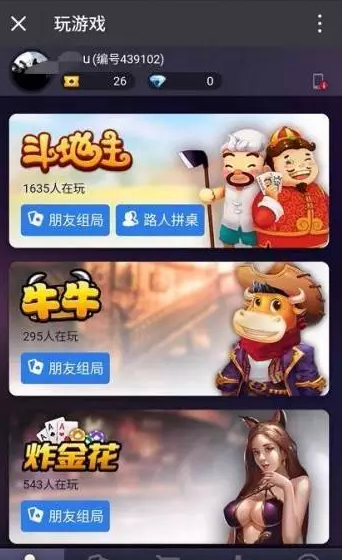 玩游戏
u (编号439102)
26
0
斗地主
1635人在玩
朋友组局
路人拼桌
牛牛
295人在玩
朋友组局
炸金花
543人在玩
朋友组局